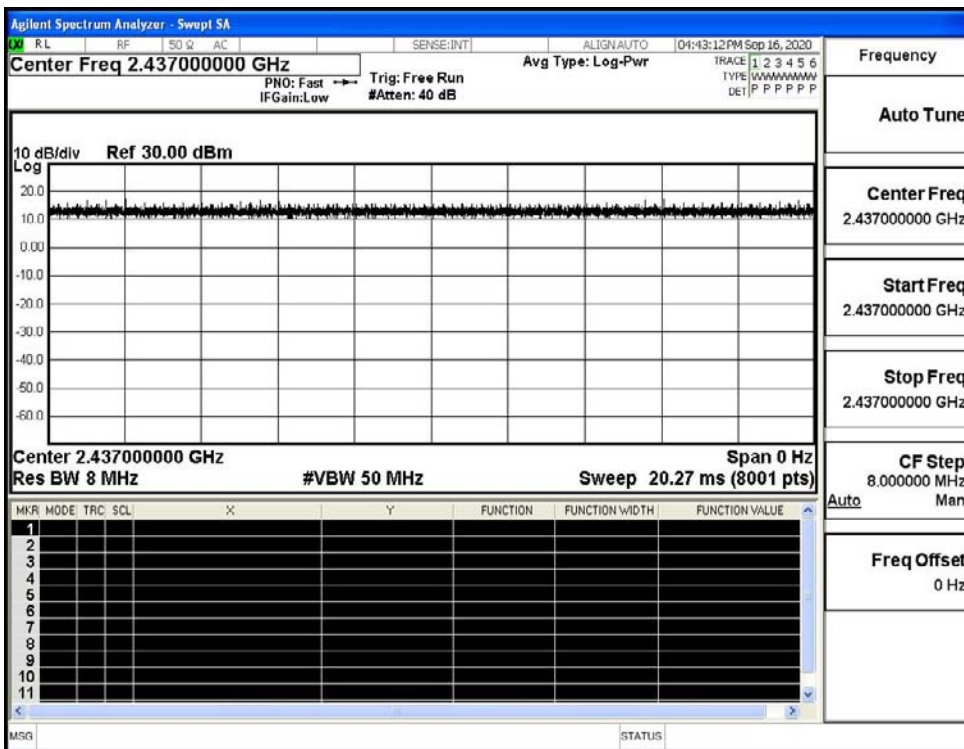 Agilent Spectrum Analyzer - Swept SA
LXI RL RF 50 Ω AC SENSE:INT ALIGN AUTO 04:43:12 PM Sep 16, 2020
Center Freq 2.437000000 GHz Avg Type: Log-Pwr TRACE 1 2 3 4 5 6
PNO: Fast Trig: Free Run TYPE WWWWWW
IFGain:Low #Atten: 40 dB DET P P P P P P
10 dB/div Ref 30.00 dBm
Log
20.0
10.0
0.00
-10.0
-20.0
-30.0
-40.0
-50.0
-60.0
Center 2.437000000 GHz Span 0 Hz
Res BW 8 MHz #VBW 50 MHz Sweep 20.27 ms (8001 pts)
MKR MODE TRC SCL X Y FUNCTION FUNCTION WIDTH FUNCTION VALUE
1
2
3
4
5
6
7
8
9
10
11
MSG STATUS
Frequency
Auto Tune
Center Freq
2.437000000 GHz
Start Freq
2.437000000 GHz
Stop Freq
2.437000000 GHz
CF Step
8.000000 MHz
Auto Man
Freq Offset
0 Hz